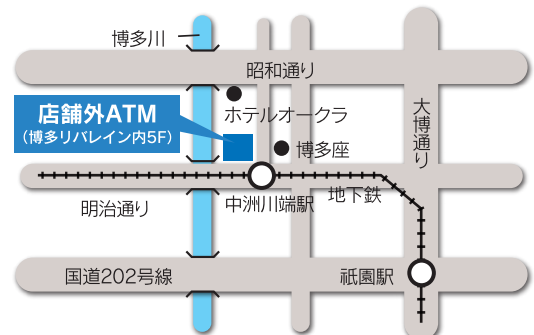 博多川
昭和通り
店舗外ATM
（博多リバレイン内5F）
ホテルオークラ
大博通り
博多座
明治通り
中洲川端駅
地下鉄
国道202号線
祇園駅